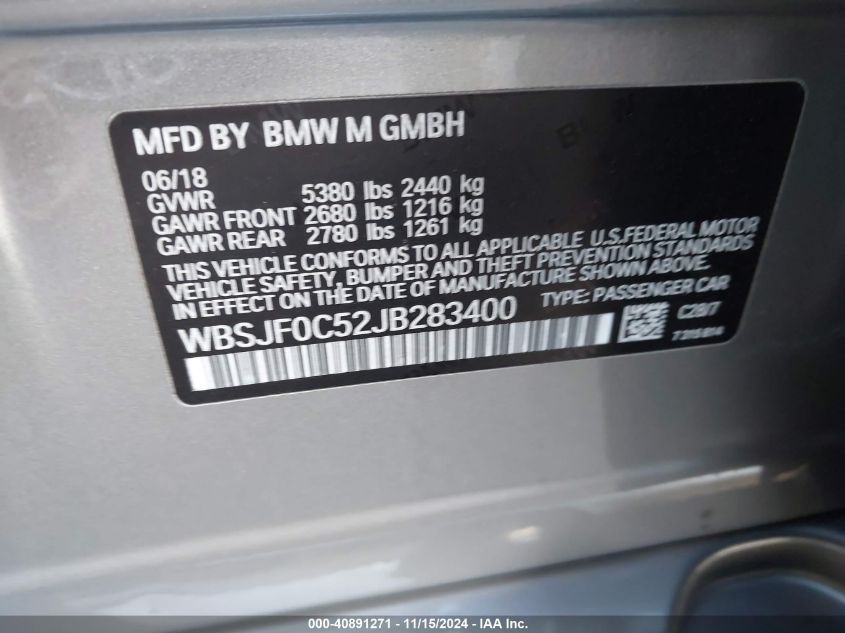 MFD BY BMW M GMBH
06/18
GVWR 5380 lbs 2440 kg
GAWR FRONT 2680 lbs 1216 kg
GAWR REAR 2780 lbs 1261 kg
THIS VEHICLE CONFORMS TO ALL APPLICABLE U.S.FEDERAL MOTOR
VEHICLE SAFETY, BUMPER AND THEFT PREVENTION STANDARDS
IN EFFECT ON THE DATE OF MANUFACTURE SHOWN ABOVE.
WBSJF0C52JB283400 TYPE: PASSENGER CAR
000-40891271 - 11/15/2024 - IAA Inc.